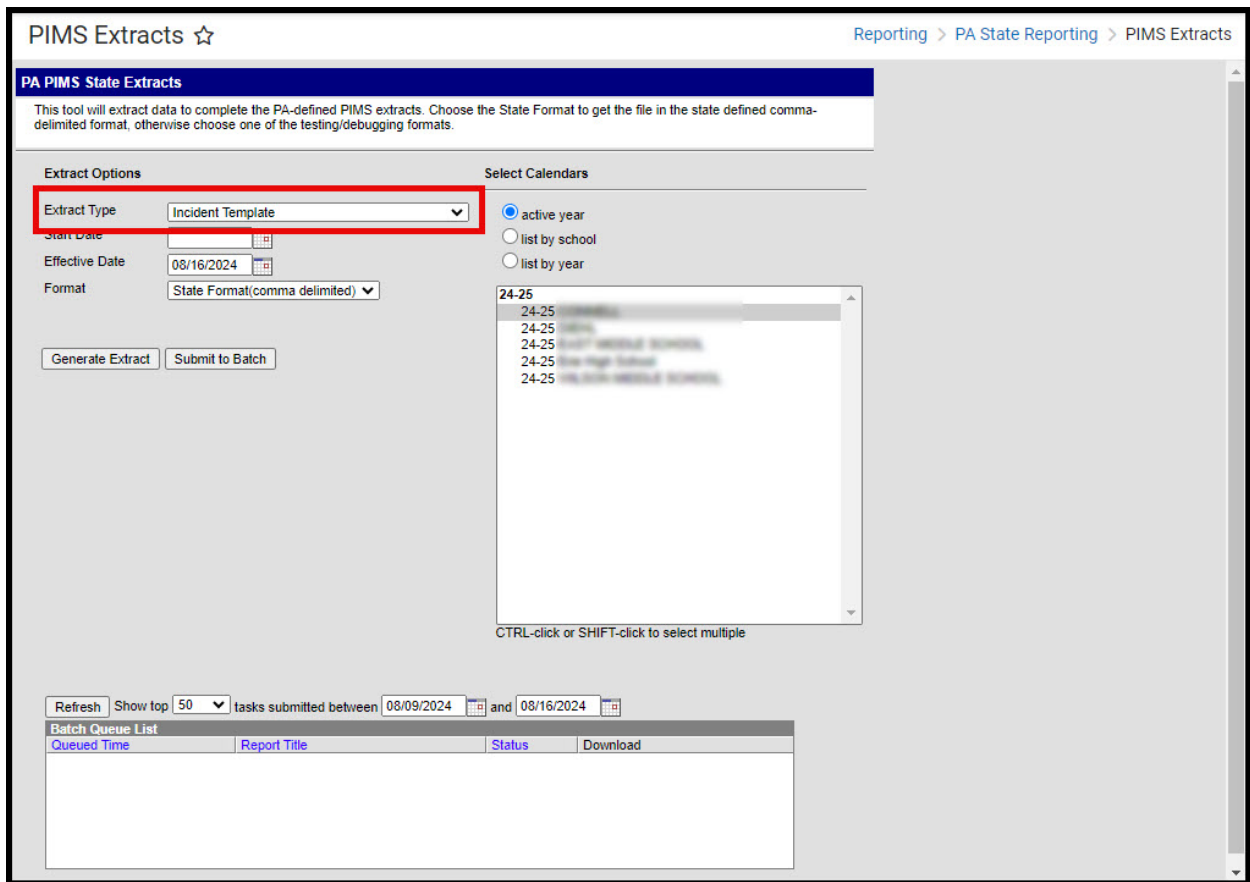 PIMS Extracts ☆ Reporting > PA State Reporting > PIMS Extracts
PA PIMS State Extracts
This tool will extract data to complete the PA-defined PIMS extracts. Choose the State Format to get the file in the state defined comma-
delimited format, otherwise choose one of the testing/debugging formats.
Extract Options
Extract Type Incident Template
Start Date
Effective Date 08/16/2024
Format State Format(comma delimited)
Generate Extract Submit to Batch
Select Calendars
active year
list by school
list by year
24-25
24-25
24-25
24-25
24-25
24-25
CTRL-click or SHIFT-click to select multiple
Refresh Show top 50 tasks submitted between 08/09/2024 and 08/16/2024
Batch Queue List
Queued Time Report Title Status Download